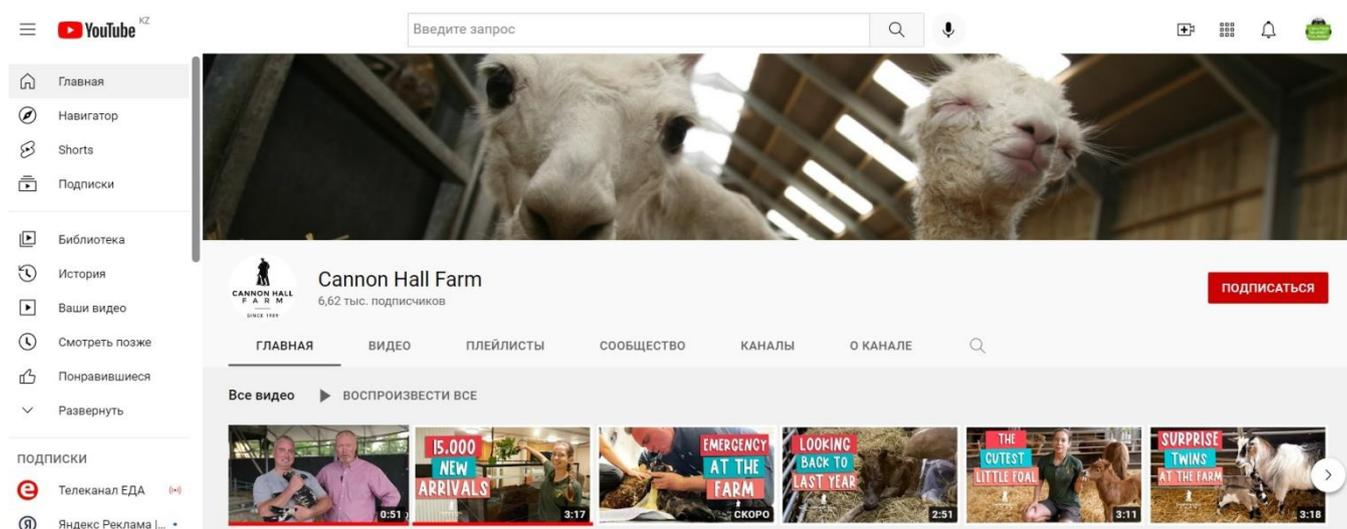 YouTube KZ
Введите запрос
Главная
Навигатор
Shorts
Подписки
Библиотека
История
Ваши видео
Смотреть позже
Понравившиеся
Развернуть
ПОДПИСКИ
Телеканал ЕДА
Яндекс Реклама |...
CANNON HALL
FARM
SINCE 1989
Cannon Hall Farm
6,62 тыс. подписчиков
ПОДПИСАТЬСЯ
ГЛАВНАЯ ВИДЕО ПЛЕЙЛИСТЫ СООБЩЕСТВО КАНАЛЫ О КАНАЛЕ
Все видео ВОСПРОИЗВЕСТИ ВСЕ
0:51
15.000
NEW
ARRIVALS
3:17
EMERGENCY
AT THE
FARM
СКОРО
LOOKING
BACK TO
LAST YEAR
2:51
THE
CUTEST
LITTLE FOAL
3:11
SURPRISE
TWINS
AT THE FARM
3:18